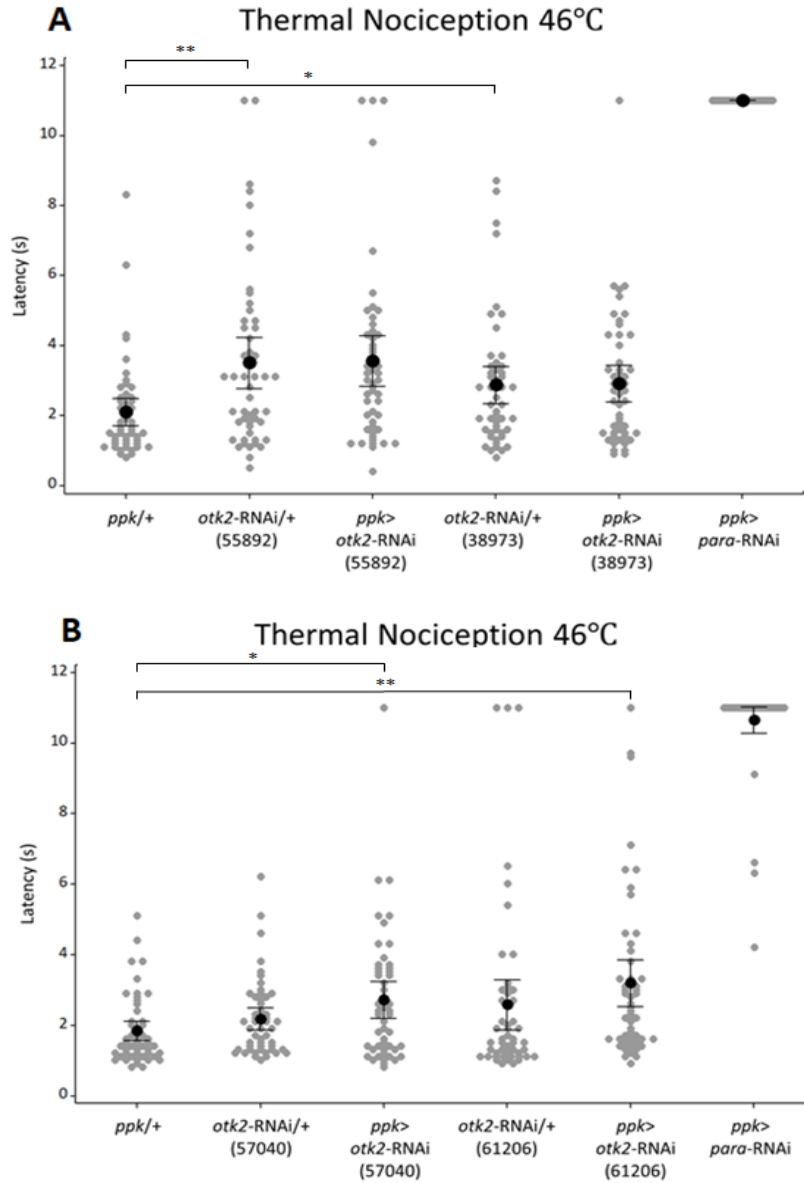 A
Thermal Nociception 46℃
**
*
12
10
8
6
4
2
0
Latency (s)
ppk/+
otk2-RNAi/+
(55892)
ppk>
otk2-RNAi
(55892)
otk2-RNAi/+
(38973)
ppk>
otk2-RNAi
(38973)
ppk>
para-RNAi
B
Thermal Nociception 46℃
*
**
12
10
8
6
4
2
0
Latency (s)
ppk/+
otk2-RNAi/+
(57040)
ppk>
otk2-RNAi
(57040)
otk2-RNAi/+
(61206)
ppk>
otk2-RNAi
(61206)
ppk>
para-RNAi